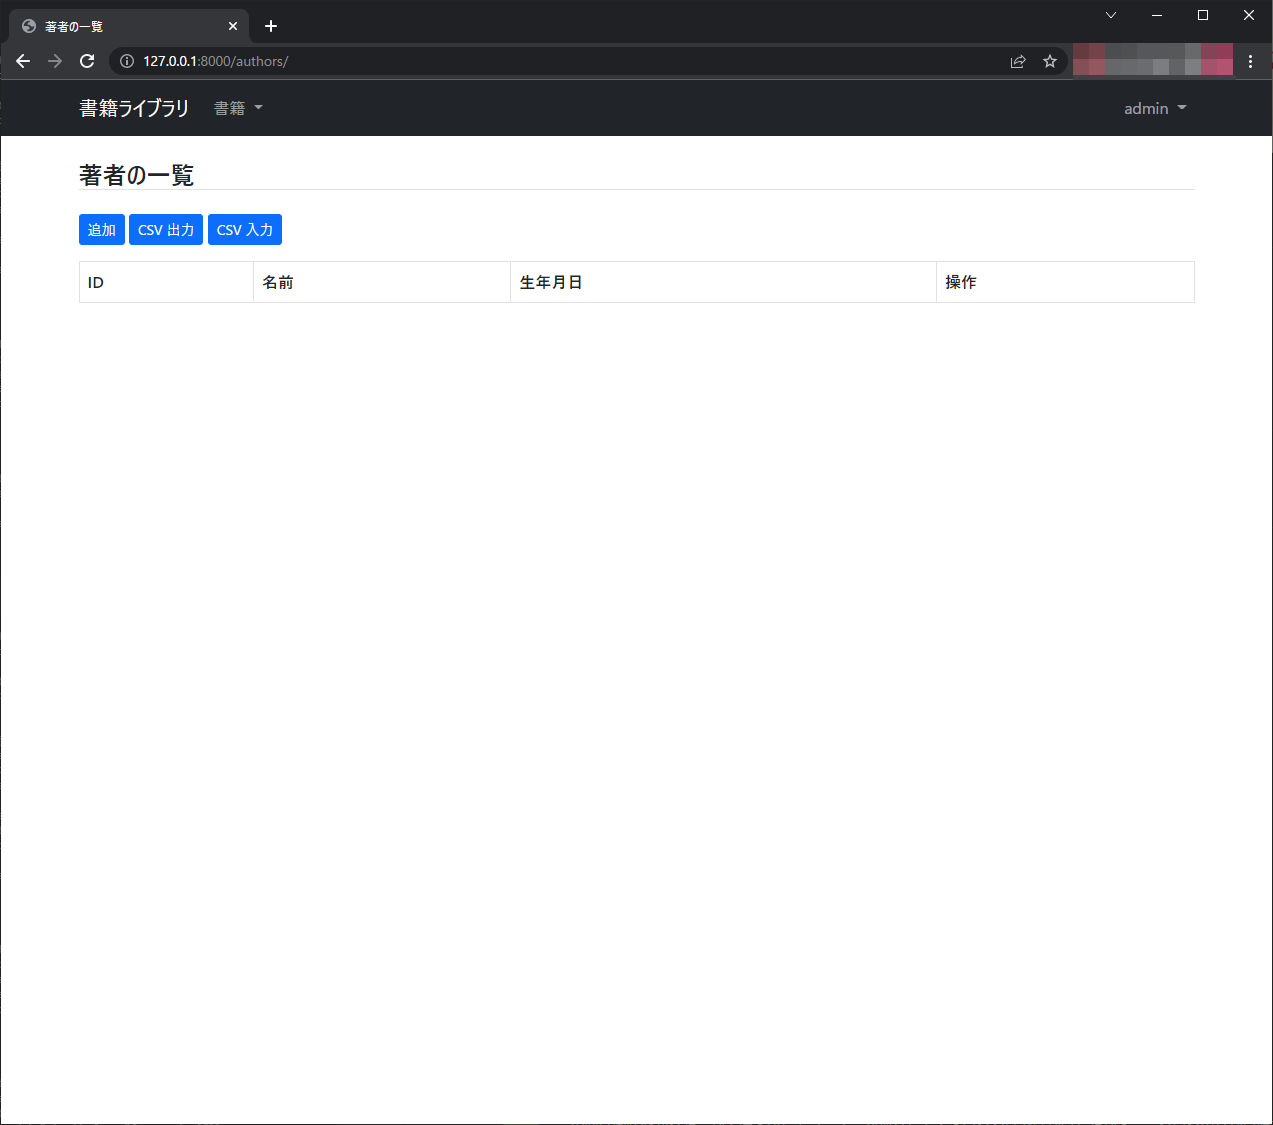 著者の一覧
127.0.0.1:8000/authors/
書籍ライブラリ 書籍 admin
著者の一覧
追加 CSV 出力 CSV 入力
ID 名前 生年月日 操作